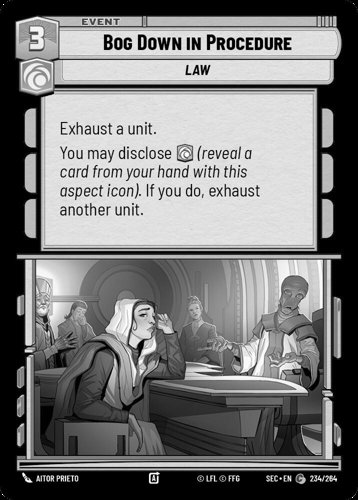 EVENT
3
BOG DOWN IN PROCEDURE
LAW
Exhaust a unit.
You may disclose (reveal a
card from your hand with this
aspect icon). If you do, exhaust
another unit.
AITOR PRIETO
© LFL © FFG
SEC • EN
C
234/264